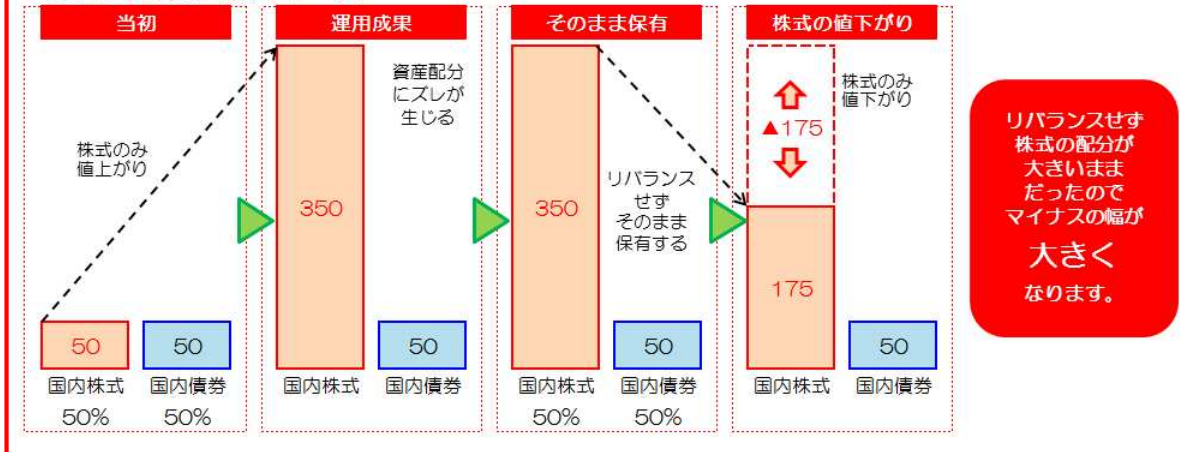 当初
株式のみ
値上がり
50
50
国内株式
国内債券
50%
50%
運用成果
資産配分
にズレが
生じる
350
50
国内株式
国内債券
そのまま保有
350
リバランス
せず
そのまま
保有する
50
国内株式
国内債券
50%
50%
株式の値下がり
株式のみ
値下がり
▲175
175
50
国内株式
国内債券
リバランスせず
株式の配分が
大きいまま
だったので
マイナスの幅が
大きく
なります。